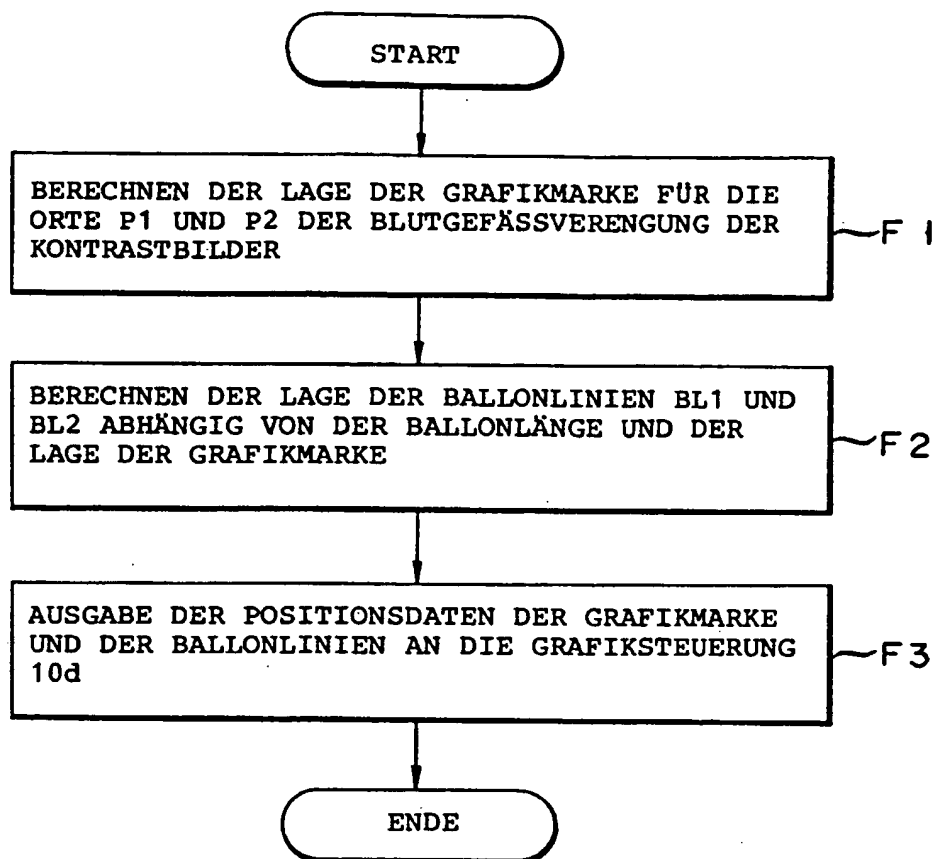 START
BERECHNEN DER LAGE DER GRAFIKMARKE FÜR DIE
ORTE P1 UND P2 DER BLUTGEFÄSSVERENGUNG DER
KONTRASTBILDER
F 1
BERECHNEN DER LAGE DER BALLONLINIEN BL1 UND
BL2 ABHÄNGIG VON DER BALLONLÄNGE UND DER
LAGE DER GRAFIKMARKE
F 2
AUSGABE DER POSITIONSDATEN DER GRAFIKMARKE
UND DER BALLONLINIEN AN DIE GRAFIKSTEUERUNG
10d
F 3
ENDE